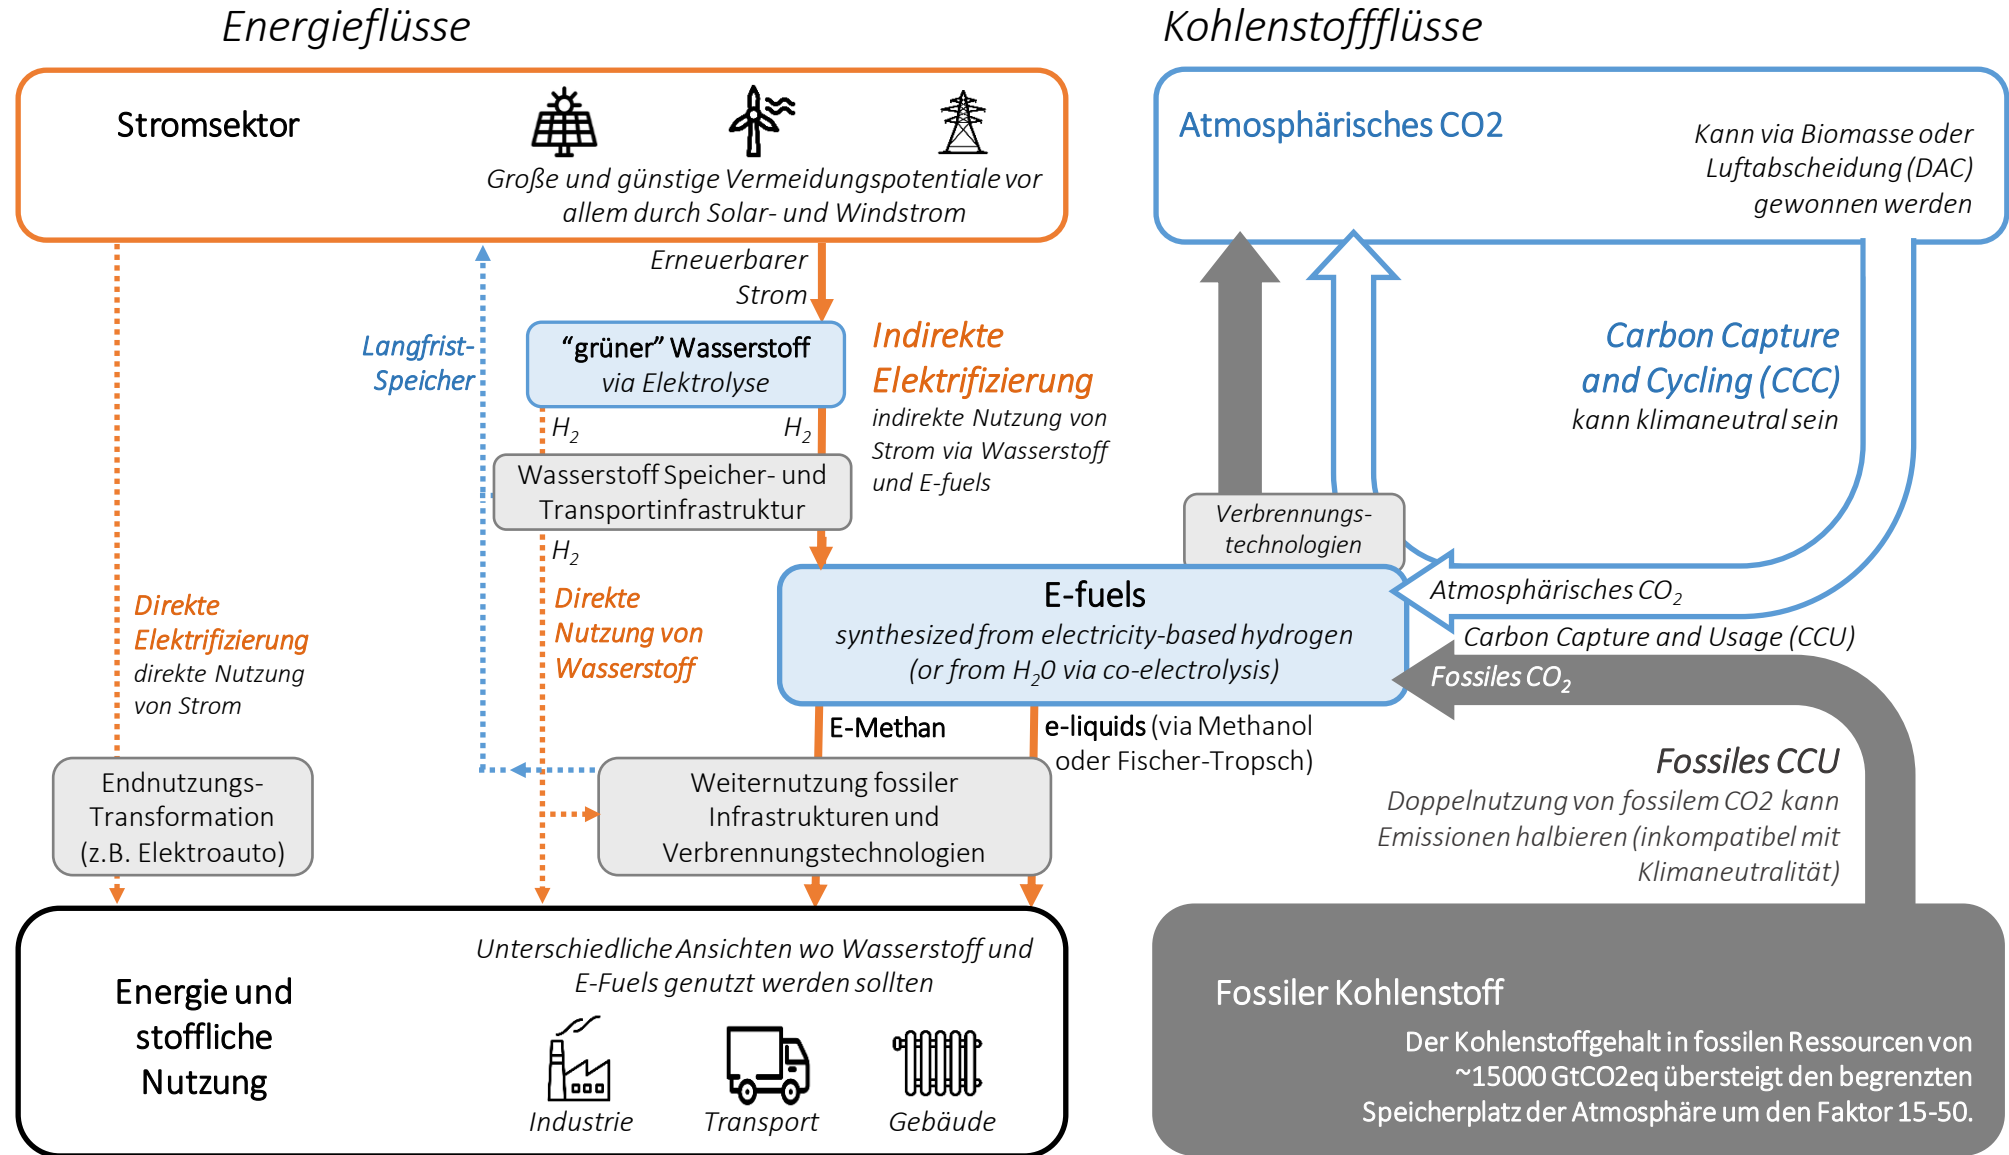 Energieflüsse
Kohlenstoffflüsse
Stromsektor
Große und günstige Vermeidungspotentiale vor
allem durch Solar- und Windstrom
Atmosphärisches CO2
Kann via Biomasse oder
Luftabscheidung (DAC)
gewonnen werden
Erneuerbarer
Strom
Langfrist-
Speicher
“grüner” Wasserstoff
via Elektrolyse
Indirekte
Elektrifizierung
indirekte Nutzung von
Strom via Wasserstoff
und E-fuels
H2
H2
Wasserstoff Speicher- und
Transportinfrastruktur
H2
Carbon Capture
and Cycling (CCC)
kann klimaneutral sein
Verbrennungs-
technologien
Direkte
Elektrifizierung
direkte Nutzung
von Strom
Direkte
Nutzung von
Wasserstoff
E-fuels
synthesized from electricity-based hydrogen
(or from H20 via co-electrolysis)
Atmosphärisches CO2
Carbon Capture and Usage (CCU)
Fossiles CO2
E-Methan
e-liquids (via Methanol
oder Fischer-Tropsch)
Endnutzungs-
Transformation
(z.B. Elektroauto)
Weiternutzung fossiler
Infrastrukturen und
Verbrennungstechnologien
Fossiles CCU
Doppelnutzung von fossilem CO2 kann
Emissionen halbieren (inkompatibel mit
Klimaneutralität)
Energie und
stoffliche
Nutzung
Unterschiedliche Ansichten wo Wasserstoff und
E-Fuels genutzt werden sollten
Industrie
Transport
Gebäude
Fossiler Kohlenstoff
Der Kohlenstoffgehalt in fossilen Ressourcen von
~15000 GtCO2eq übersteigt den begrenzten
Speicherplatz der Atmosphäre um den Faktor 15-50.